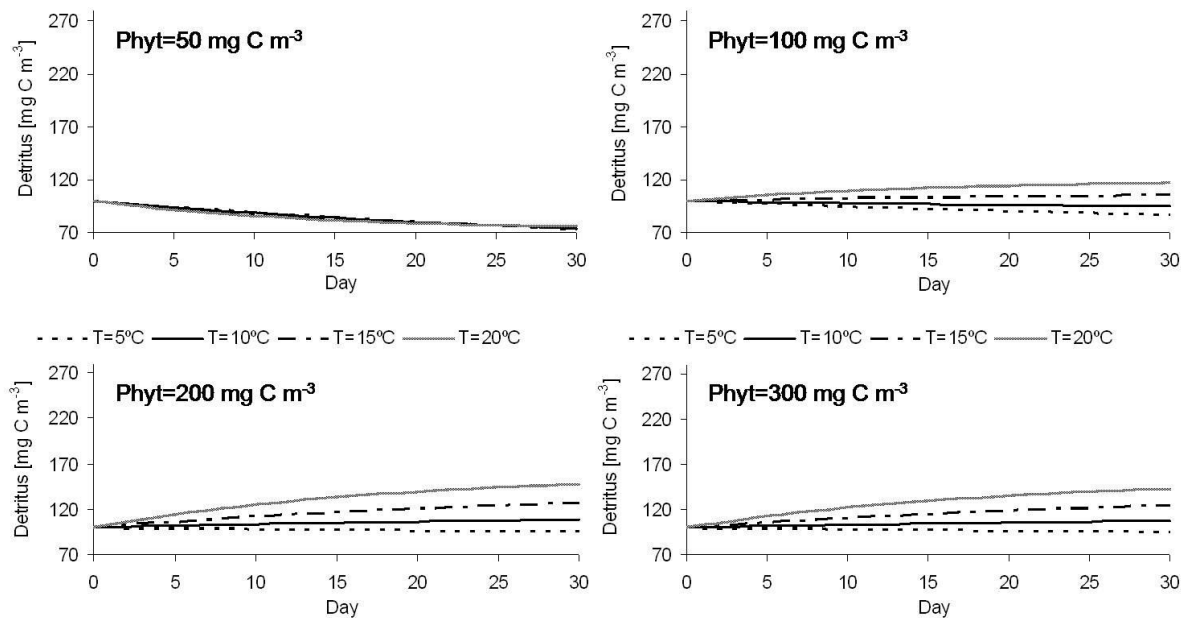 Phyt=50 mg C m-3
Detritus [mg C m-3]
270
220
170
120
70
0 5 10 15 20 25 30
Day
Phyt=100 mg C m-3
Detritus [mg C m-3]
270
220
170
120
70
0 5 10 15 20 25 30
Day
T=5ºC T=10ºC T=15ºC T=20ºC
T=5ºC T=10ºC T=15ºC T=20ºC
Phyt=200 mg C m-3
Detritus [mg C m-3]
270
220
170
120
70
0 5 10 15 20 25 30
Day
Phyt=300 mg C m-3
Detritus [mg C m-3]
270
220
170
120
70
0 5 10 15 20 25 30
Day